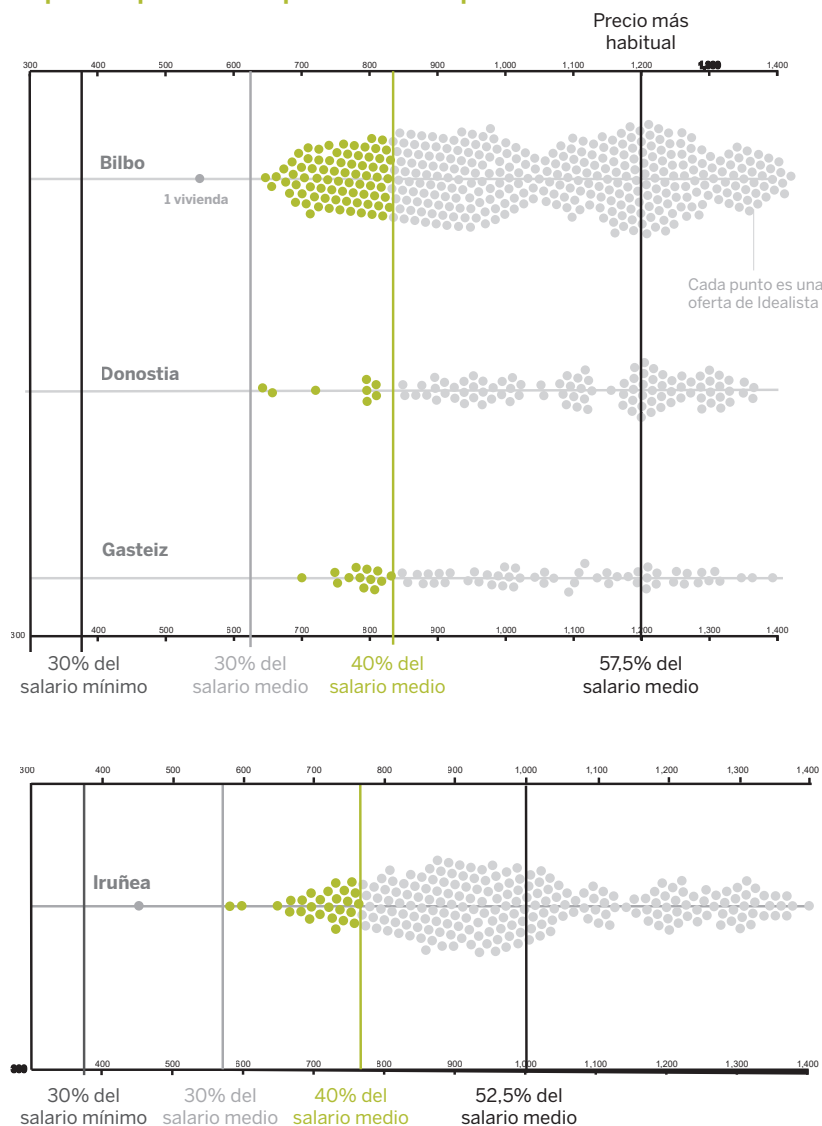 Precio más
habitual
300 400 500 600 700 800 900 1,000 1,100 1,200 1,300 1,400
Bilbo
1 vivienda
Cada punto es una
oferta de Idealista
Donostia
Gasteiz
300 400 500 600 700 800 900 1,000 1,100 1,200 1,300 1,400
30% del
salario mínimo
30% del
salario medio
40% del
salario medio
57,5% del
salario medio
300 400 500 600 700 800 900 1,000 1,100 1,200 1,300 1,400
Iruñea
300 400 500 600 700 800 900 1,000 1,100 1,200 1,300 1,400
30% del
salario mínimo
30% del
salario medio
40% del
salario medio
52,5% del
salario medio